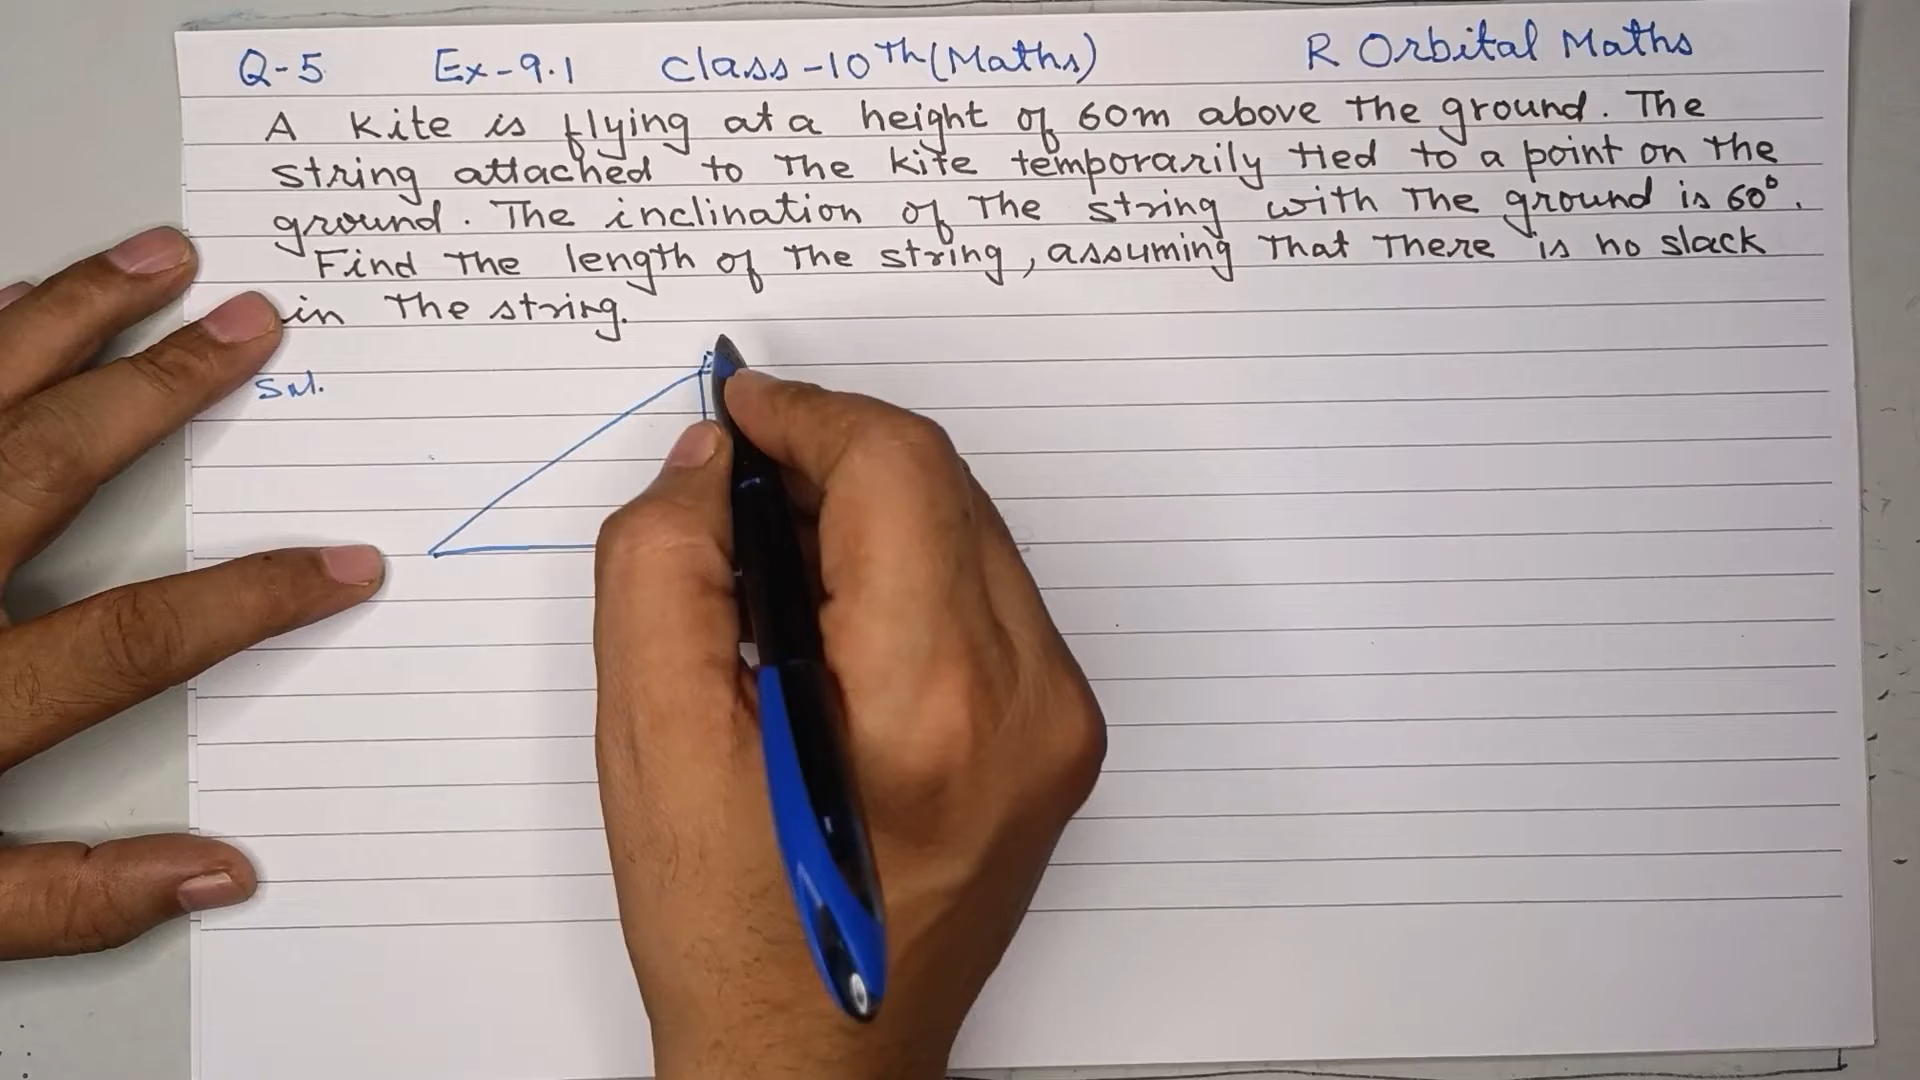 Q-5 Ex-9.1 Class-10Th (Maths) R Orbital Maths
A kite is flying at a height of 60m above the ground. The
string attached to the kite temporarily tied to a point on the
ground. The inclination of the string with the ground is 60°.
Find the length of the string, assuming that there is no slack
in the string.
Sol.